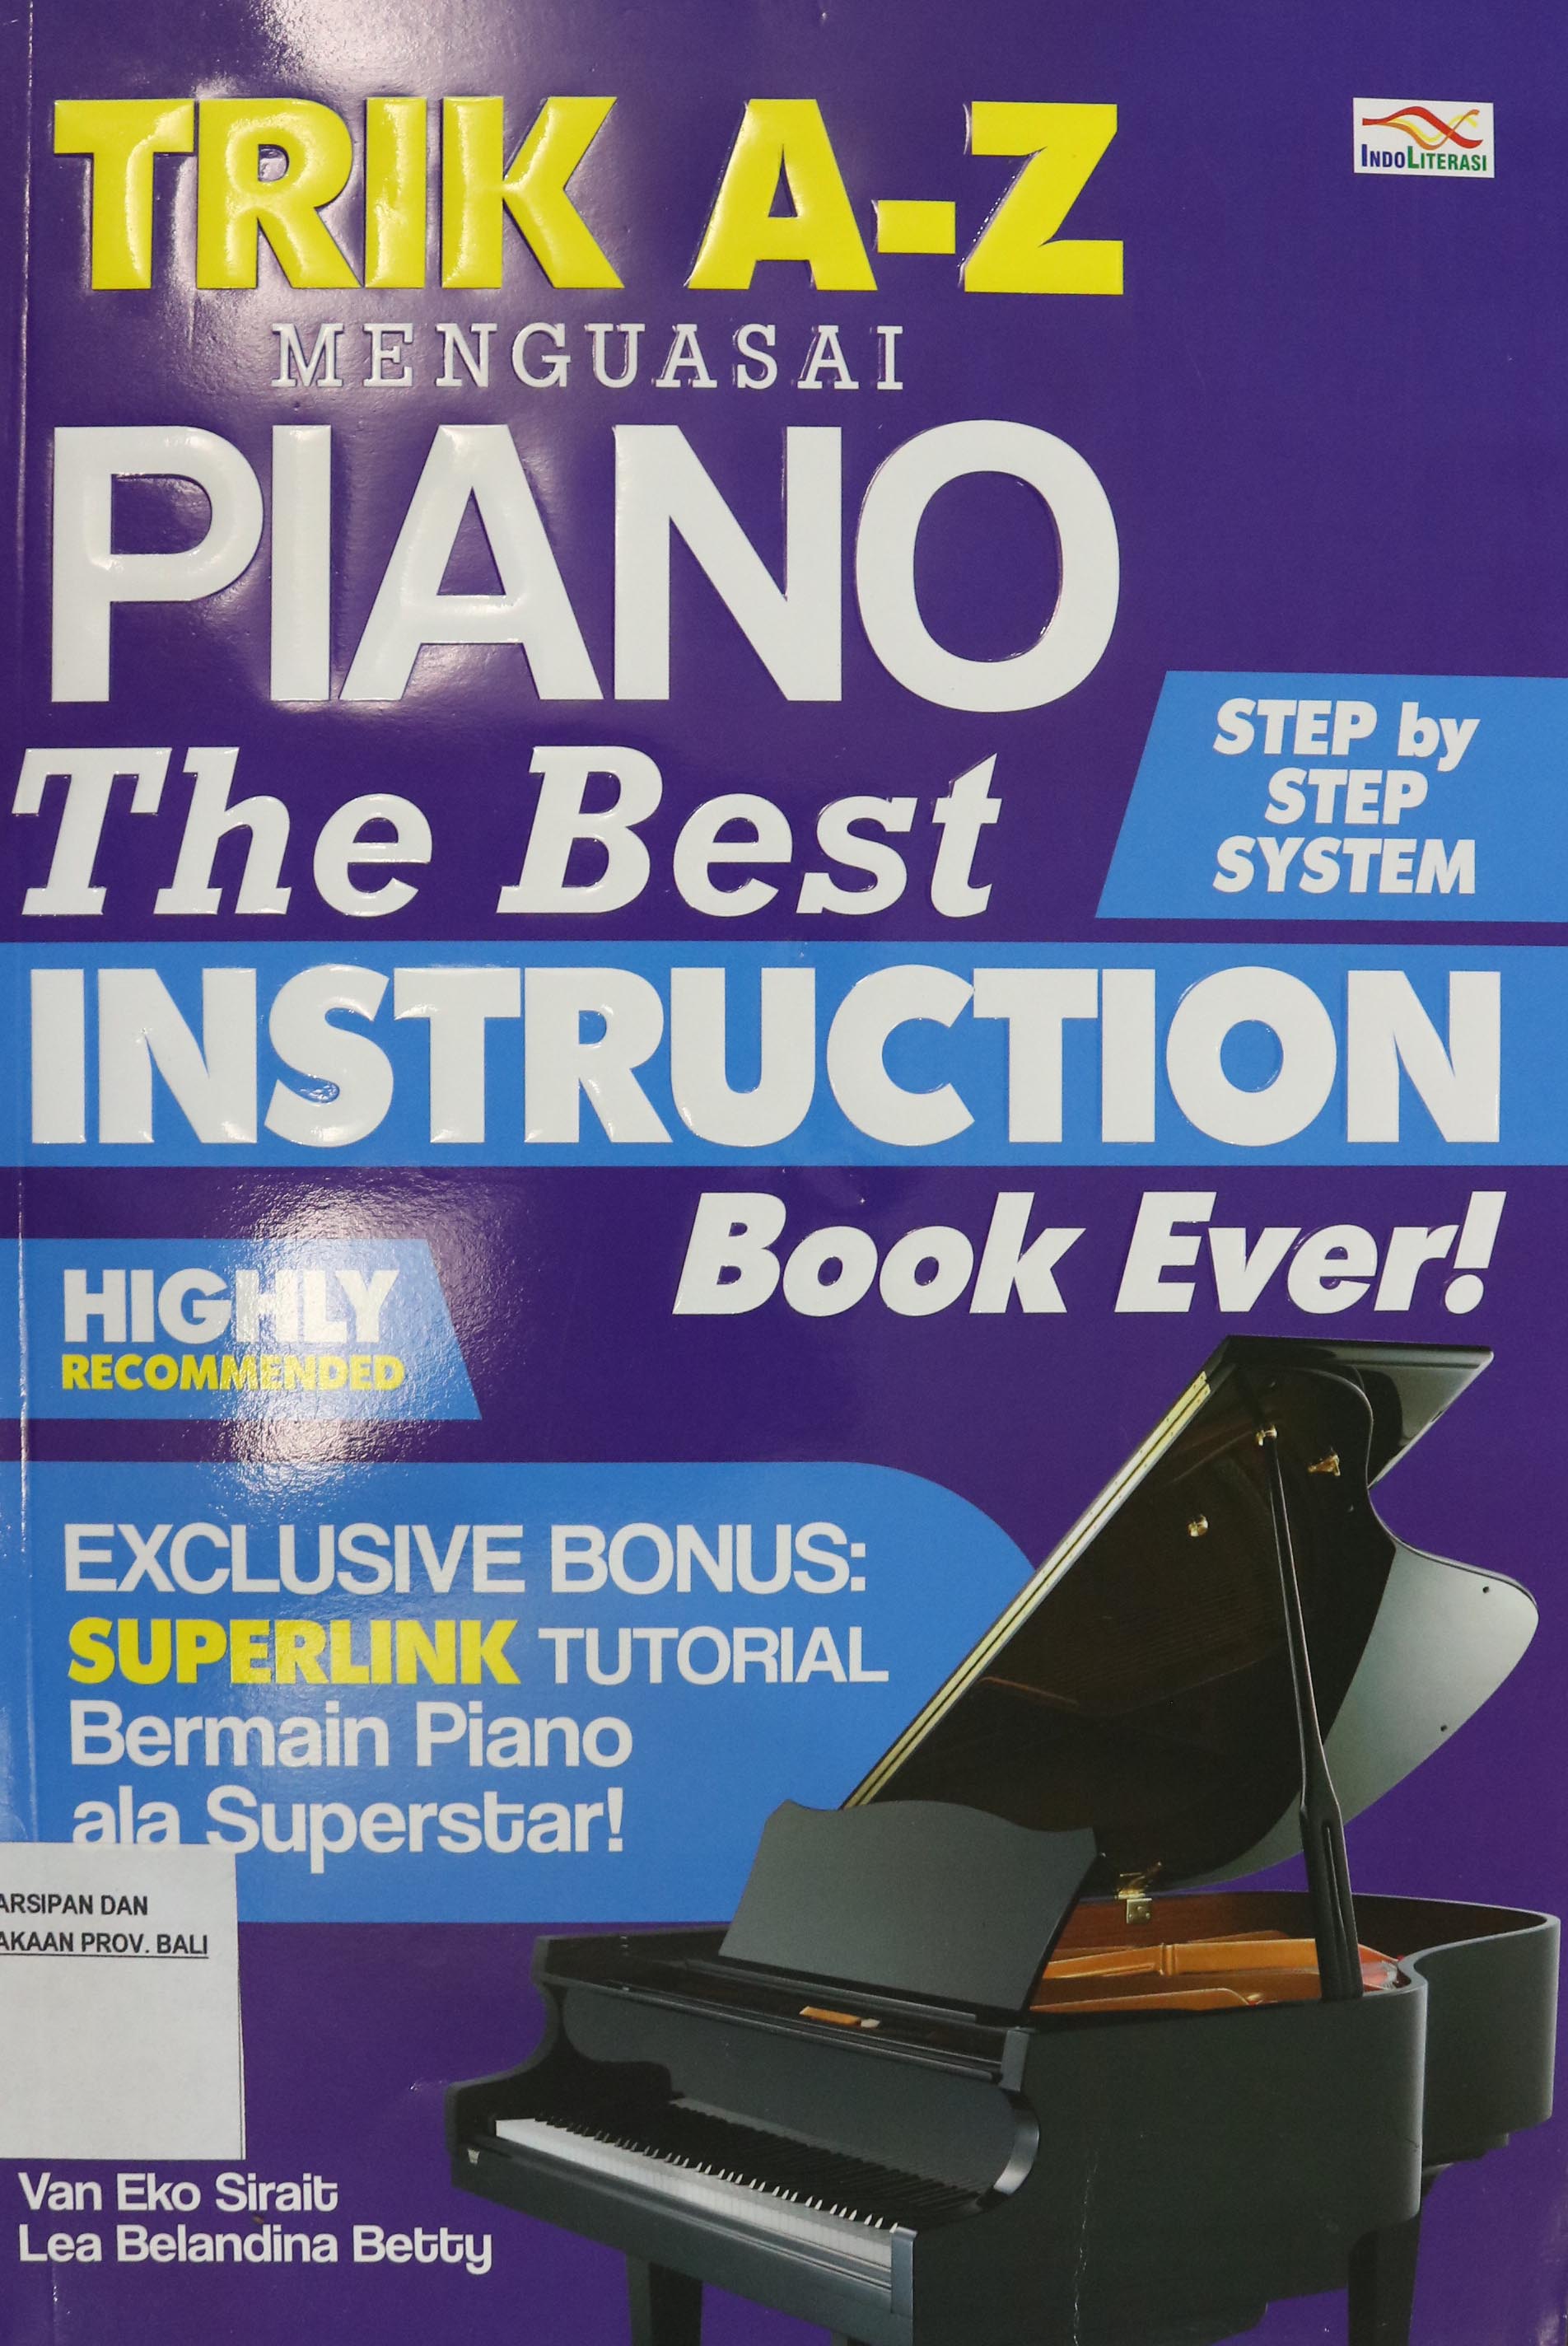 TRIK A-Z
INDOLITERASI
MENGUASAI
PIANO
The Best
STEP by
STEP
SYSTEM
INSTRUCTION
Book Ever!
HIGHLY
RECOMMENDED
EXCLUSIVE BONUS:
SUPERLINK TUTORIAL
Bermain Piano
ala Superstar!
ARSIPAN DAN
AKAAN PROV. BALI
Van Eko Sirait
Lea Belandina Betty